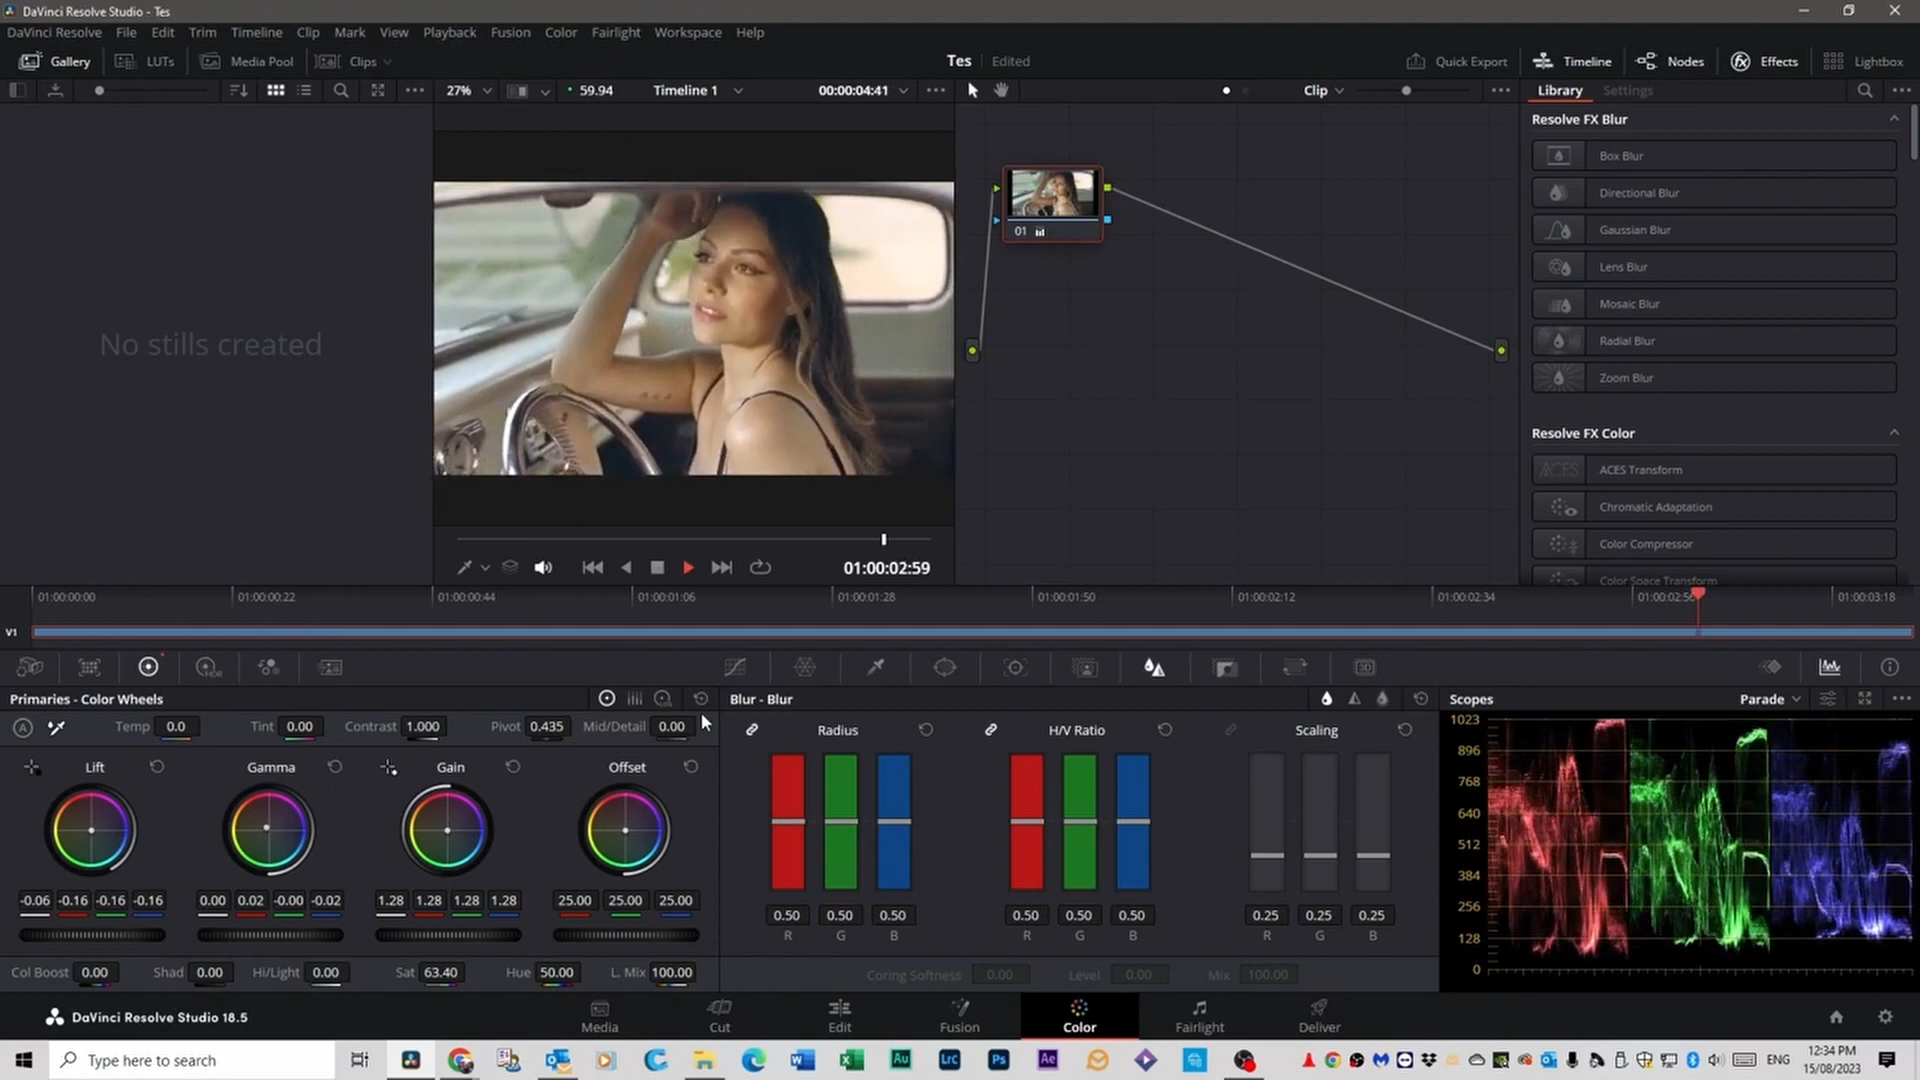 DaVinci Resolve Studio - Tes
DaVinci Resolve File Edit Trim Timeline Clip Mark View Playback Fusion Color Fairlight Workspace Help
Gallery LUTs Media Pool Clips Tes Edited Quick Export Timeline Nodes Effects Lightbox
27% 59.94 Timeline 1 00:00:04:41 Clip Library Settings
Resolve FX Blur
Box Blur
Directional Blur
Gaussian Blur
Lens Blur
Mosaic Blur
Radial Blur
Zoom Blur
Resolve FX Color
ACES ACES Transform
Chromatic Adaptation
Color Compressor
Color Space Transform
No stills created
01
01:00:02:59
01:00:00:00 01:00:00:22 01:00:00:44 01:00:01:06 01:00:01:28 01:00:01:50 01:00:02:12 01:00:02:34 01:00:02:56 01:00:03:18
V1
HDR 3D
Primaries - Color Wheels Blur - Blur Scopes Parade
A Temp 0.0 Tint 0.00 Contrast 1.000 Pivot 0.435 Mid/Detail 0.00
Lift Gamma Gain Offset
-0.06 -0.16 -0.16 -0.16 0.00 0.02 -0.00 -0.02 1.28 1.28 1.28 1.28 25.00 25.00 25.00
Col Boost 0.00 Shad 0.00 Hi/Light 0.00 Sat 63.40 Hue 50.00 L. Mix 100.00
Radius H/V Ratio Scaling
0.50 0.50 0.50 0.50 0.50 0.50 0.25 0.25 0.25
R G B R G B R G B
Coring Softness 0.00 Level 0.00 Mix 100.00
1023
896
768
640
512
384
256
128
0
DaVinci Resolve Studio 18.5
Media Cut Edit Fusion Color Fairlight Deliver
Type here to search
Au Lrc Ps Ae
ENG
12:34 PM
15/08/2023